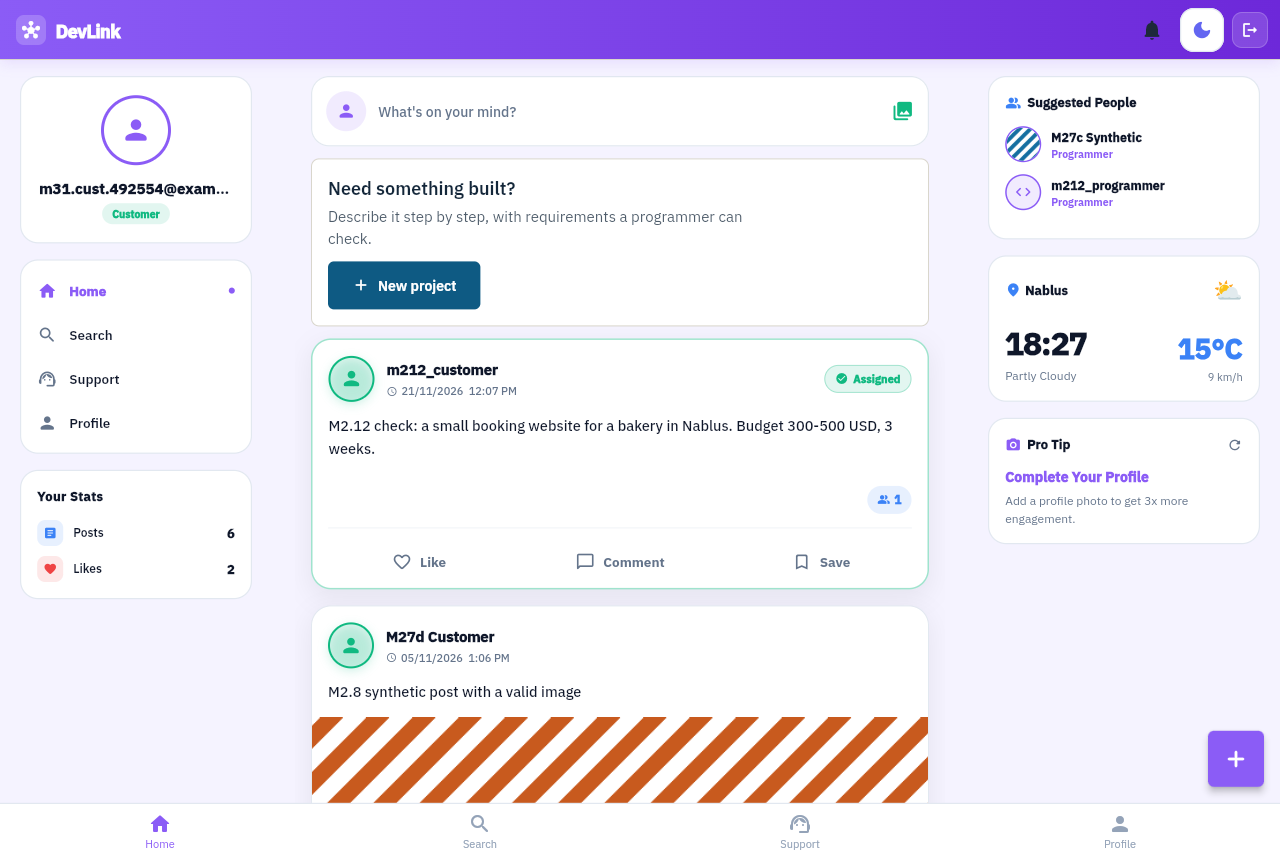 DevLink
m31.cust.492554@exam...
Customer
Home
Search
Support
Profile
Your Stats
Posts 6
Likes 2
What's on your mind?
Need something built?
Describe it step by step, with requirements a programmer can
check.
New project
m212_customer
21/11/2026 12:07 PM
Assigned
M2.12 check: a small booking website for a bakery in Nablus. Budget 300-500 USD, 3
weeks.
1
Like Comment Save
M27d Customer
05/11/2026 1:06 PM
M2.8 synthetic post with a valid image
Suggested People
M27c Synthetic
Programmer
m212_programmer
Programmer
Nablus
18:27 15°C
Partly Cloudy 9 km/h
Pro Tip
Complete Your Profile
Add a profile photo to get 3x more
engagement.
Home Search Support Profile